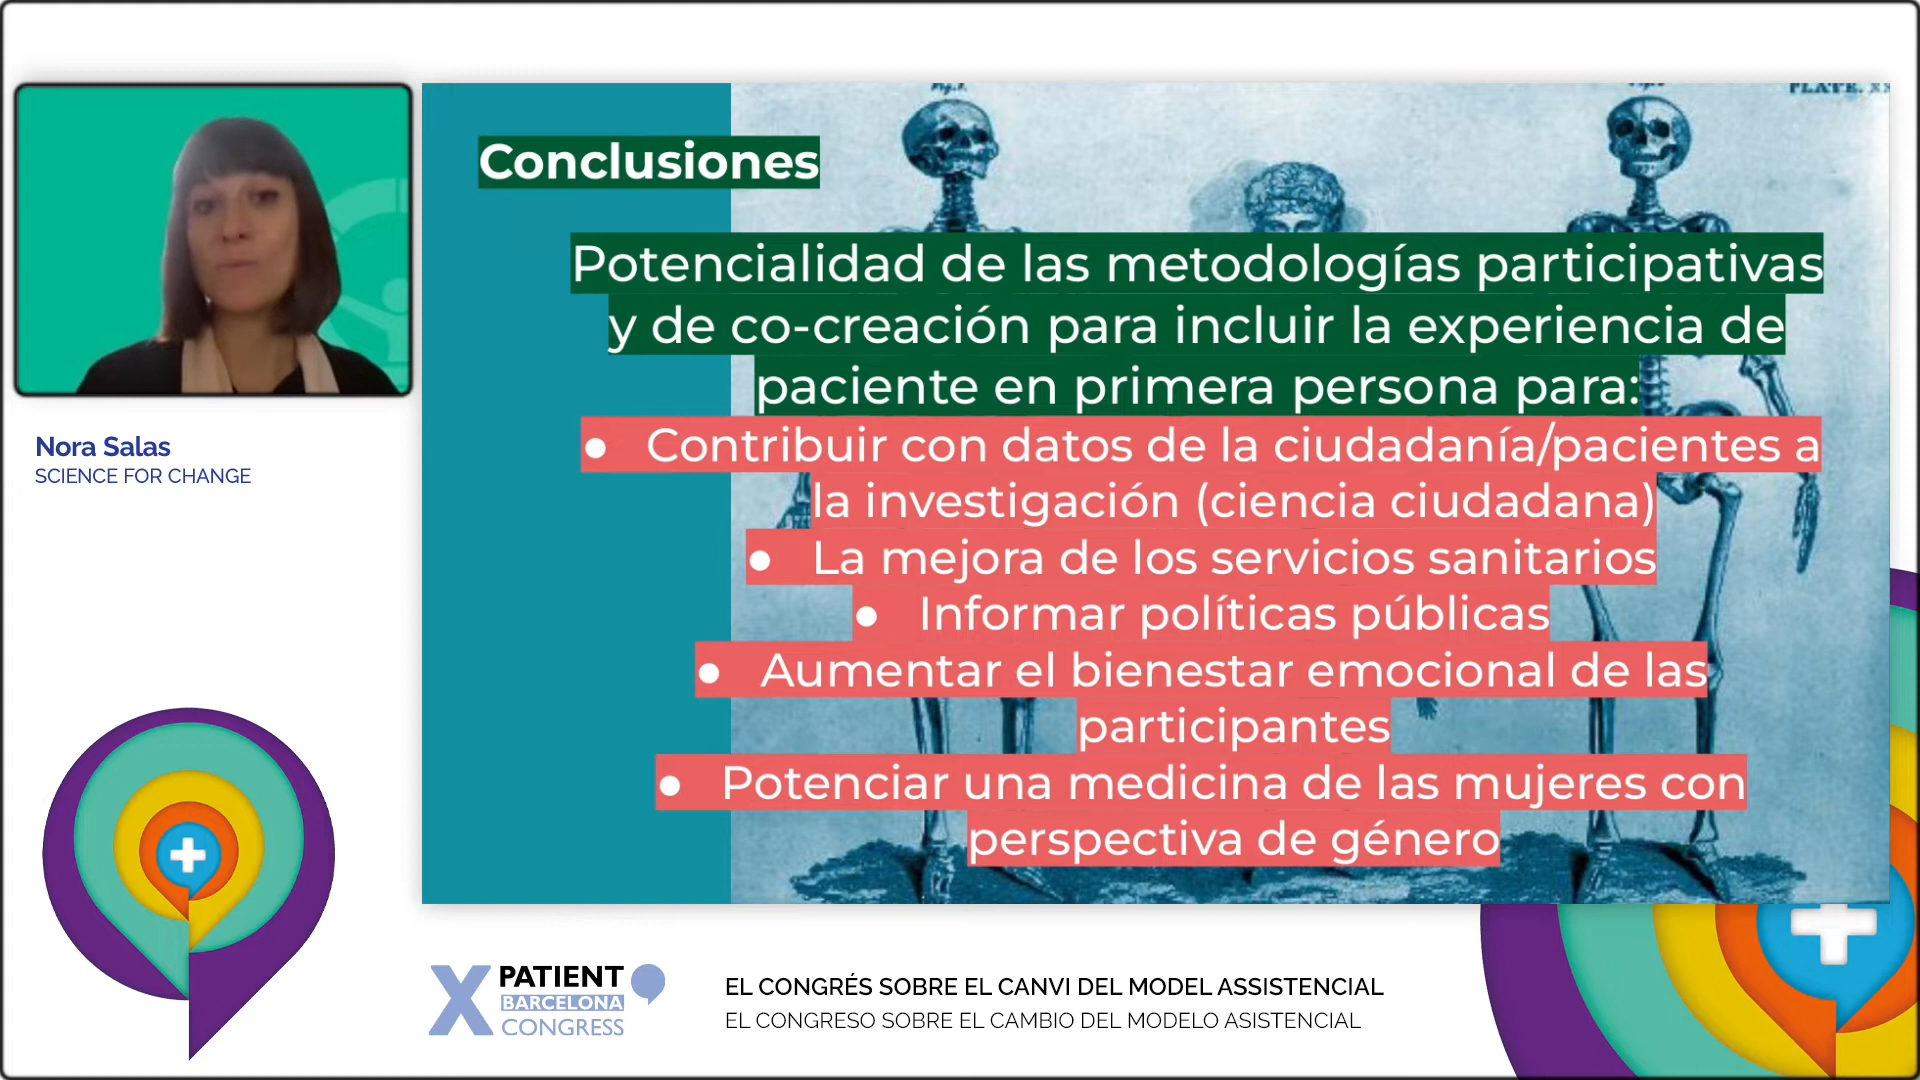 Fig.1.
PLATE. XX
Conclusiones
Potencialidad de las metodologías participativas
y de co-creación para incluir la experiencia de
paciente en primera persona para:
● Contribuir con datos de la ciudadanía/pacientes a
la investigación (ciencia ciudadana)
● La mejora de los servicios sanitarios
● Informar políticas públicas
● Aumentar el bienestar emocional de las
participantes
● Potenciar una medicina de las mujeres con
perspectiva de género
Nora Salas
SCIENCE FOR CHANGE
X PATIENT
BARCELONA
CONGRESS
EL CONGRÉS SOBRE EL CANVI DEL MODEL ASSISTENCIAL
EL CONGRESO SOBRE EL CAMBIO DEL MODELO ASISTENCIAL